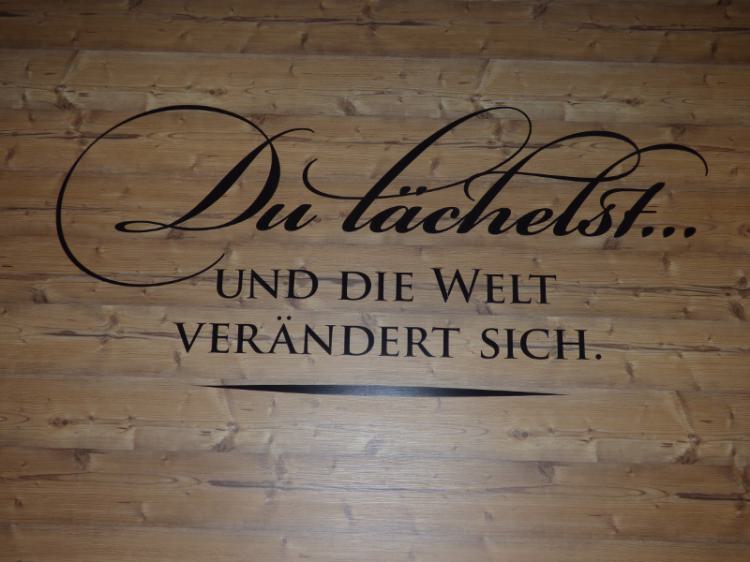 Du lächelst...
UND DIE WELT
VERÄNDERT SICH.